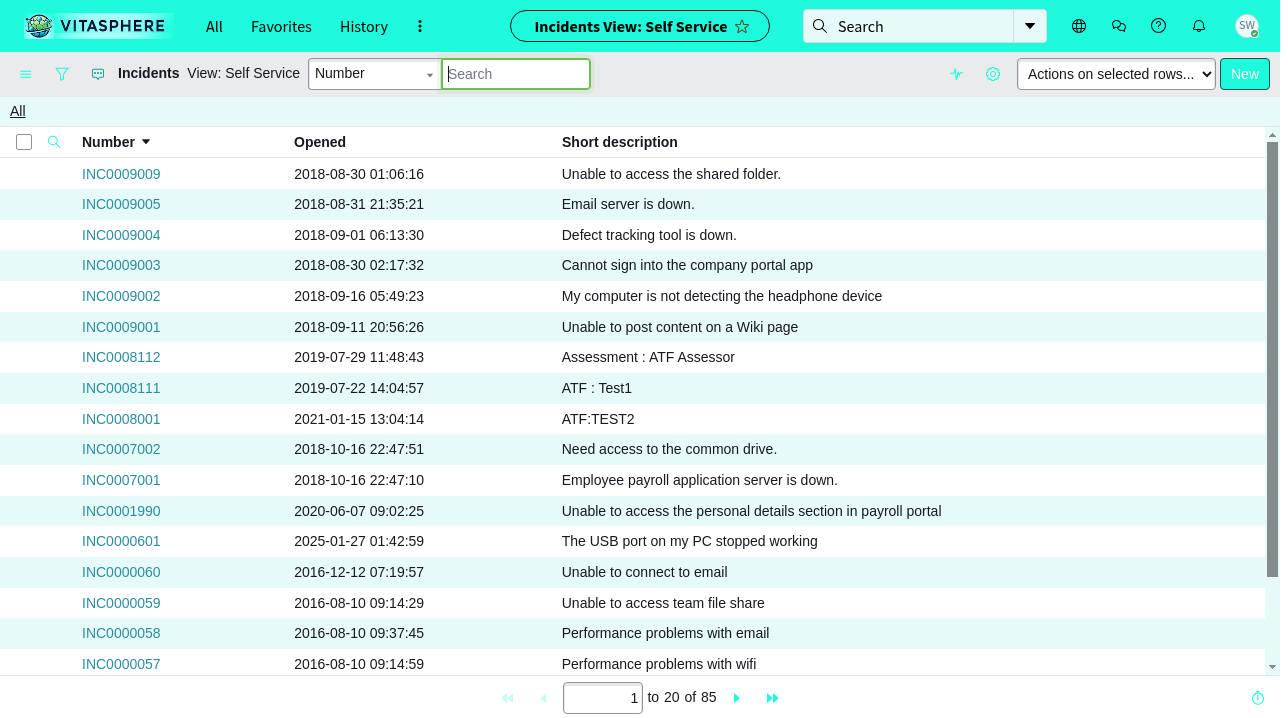 VITASPHERE All Favorites History Incidents View: Self Service Search SW
Incidents View: Self Service Number Search Actions on selected rows... New
All
Number Opened Short description
INC0009009 2018-08-30 01:06:16 Unable to access the shared folder.
INC0009005 2018-08-31 21:35:21 Email server is down.
INC0009004 2018-09-01 06:13:30 Defect tracking tool is down.
INC0009003 2018-08-30 02:17:32 Cannot sign into the company portal app
INC0009002 2018-09-16 05:49:23 My computer is not detecting the headphone device
INC0009001 2018-09-11 20:56:26 Unable to post content on a Wiki page
INC0008112 2019-07-29 11:48:43 Assessment : ATF Assessor
INC0008111 2019-07-22 14:04:57 ATF : Test1
INC0008001 2021-01-15 13:04:14 ATF:TEST2
INC0007002 2018-10-16 22:47:51 Need access to the common drive.
INC0007001 2018-10-16 22:47:10 Employee payroll application server is down.
INC0001990 2020-06-07 09:02:25 Unable to access the personal details section in payroll portal
INC0000601 2025-01-27 01:42:59 The USB port on my PC stopped working
INC0000060 2016-12-12 07:19:57 Unable to connect to email
INC0000059 2016-08-10 09:14:29 Unable to access team file share
INC0000058 2016-08-10 09:37:45 Performance problems with email
INC0000057 2016-08-10 09:14:59 Performance problems with wifi
1 to 20 of 85